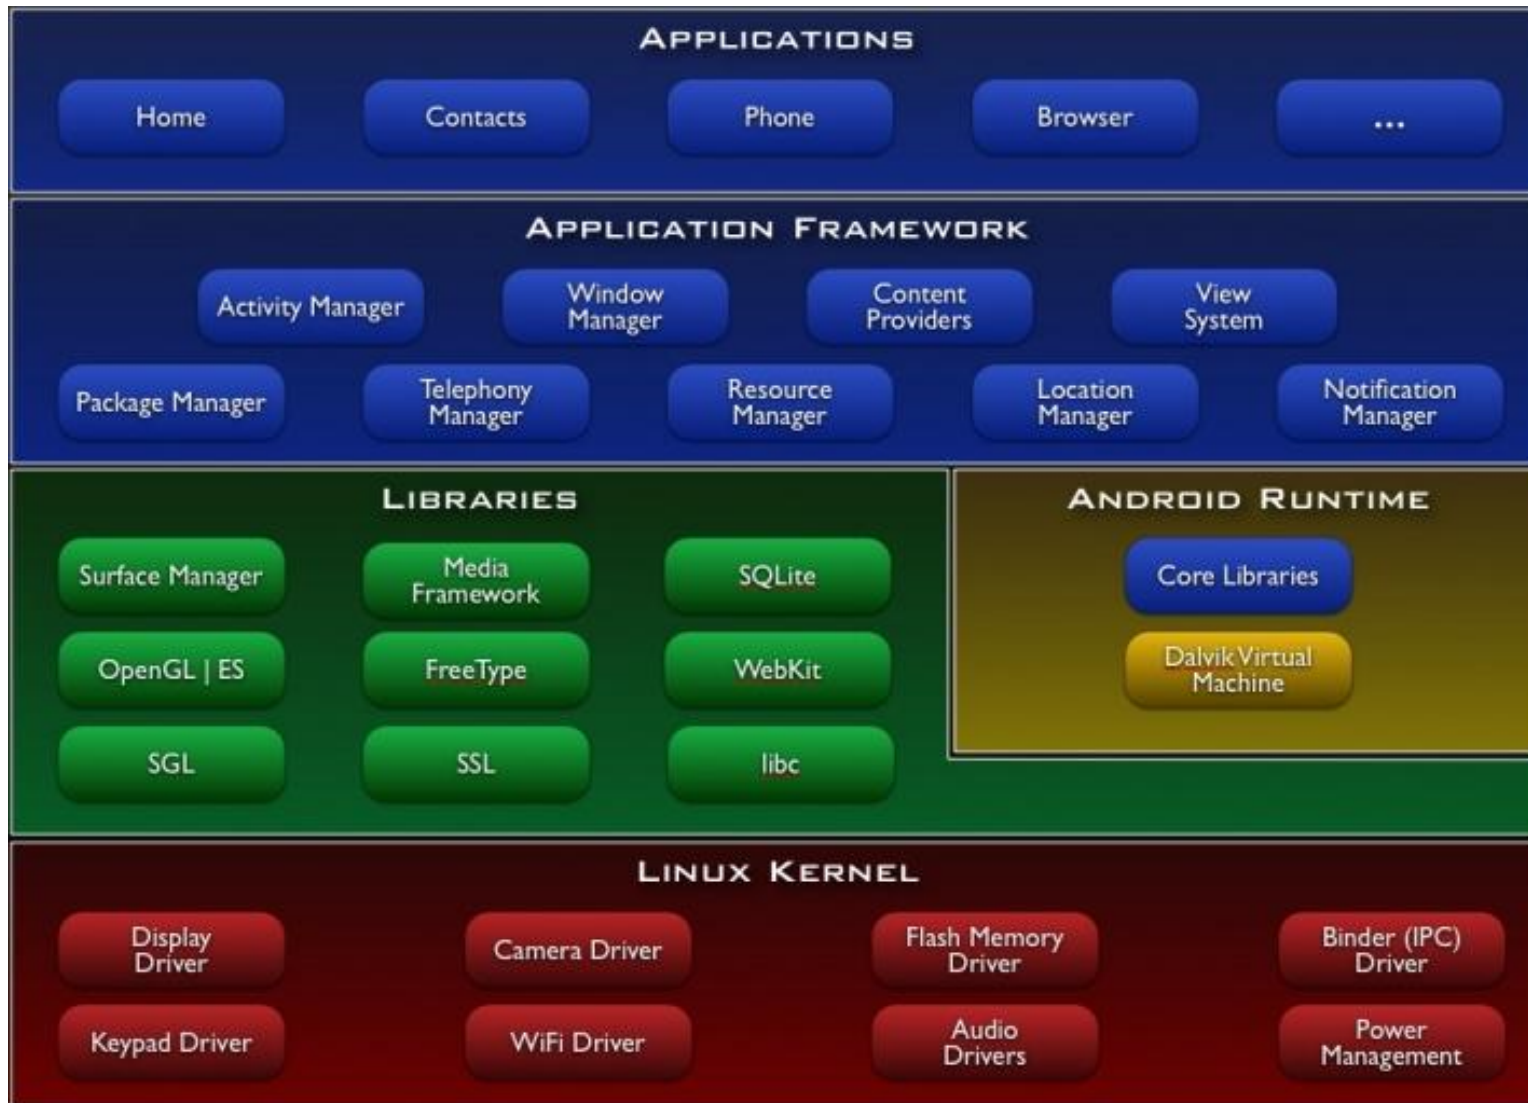 APPLICATIONS
Home
Contacts
Phone
Browser
...
APPLICATION FRAMEWORK
Activity Manager
Window
Manager
Content
Providers
View
System
Package Manager
Telephony
Manager
Resource
Manager
Location
Manager
Notification
Manager
LIBRARIES
Surface Manager
Media
Framework
SQLite
OpenGL | ES
FreeType
WebKit
SGL
SSL
libc
ANDROID RUNTIME
Core Libraries
Dalvik Virtual
Machine
LINUX KERNEL
Display
Driver
Camera Driver
Flash Memory
Driver
Binder (IPC)
Driver
Keypad Driver
WiFi Driver
Audio
Drivers
Power
Management